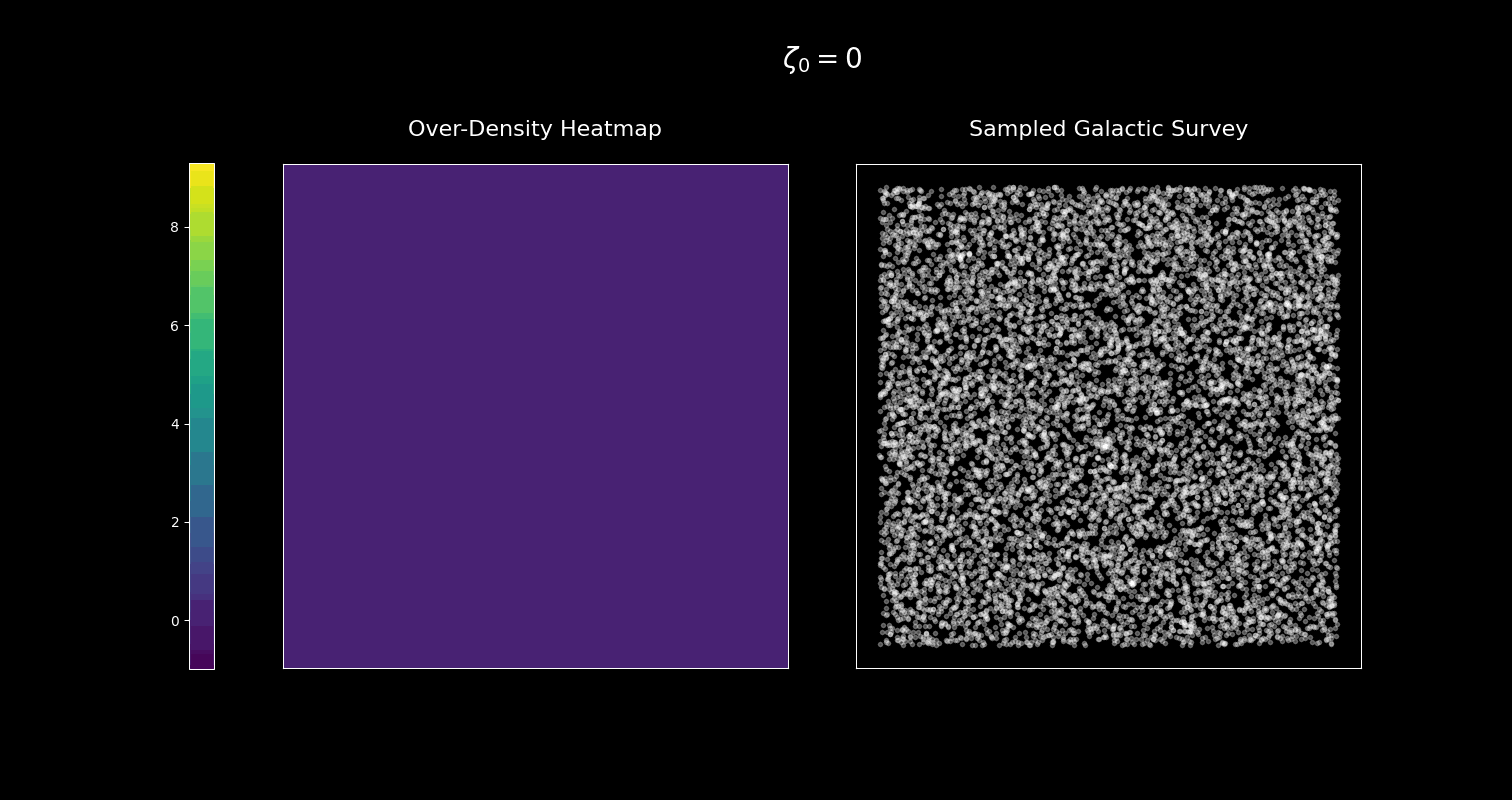 ζ₀ = 0
Over-Density Heatmap
Sampled Galactic Survey
8
6
4
2
0